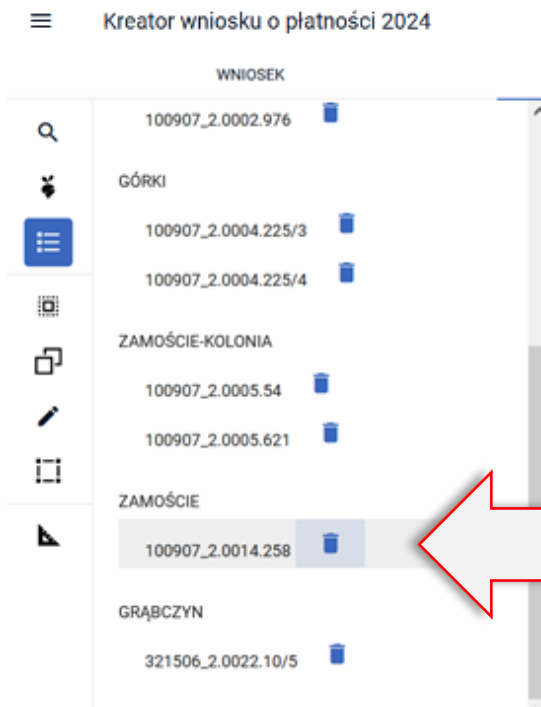 Kreator wniosku o płatności 2024
WNIOSEK
100907_2.0002.976
GÓRKI
100907_2.0004.225/3
100907_2.0004.225/4
ZAMOŚCIE-KOLONIA
100907_2.0005.54
100907_2.0005.621
ZAMOŚCIE
100907_2.0014.258
GRĄBCZYN
321506_2.0022.10/5